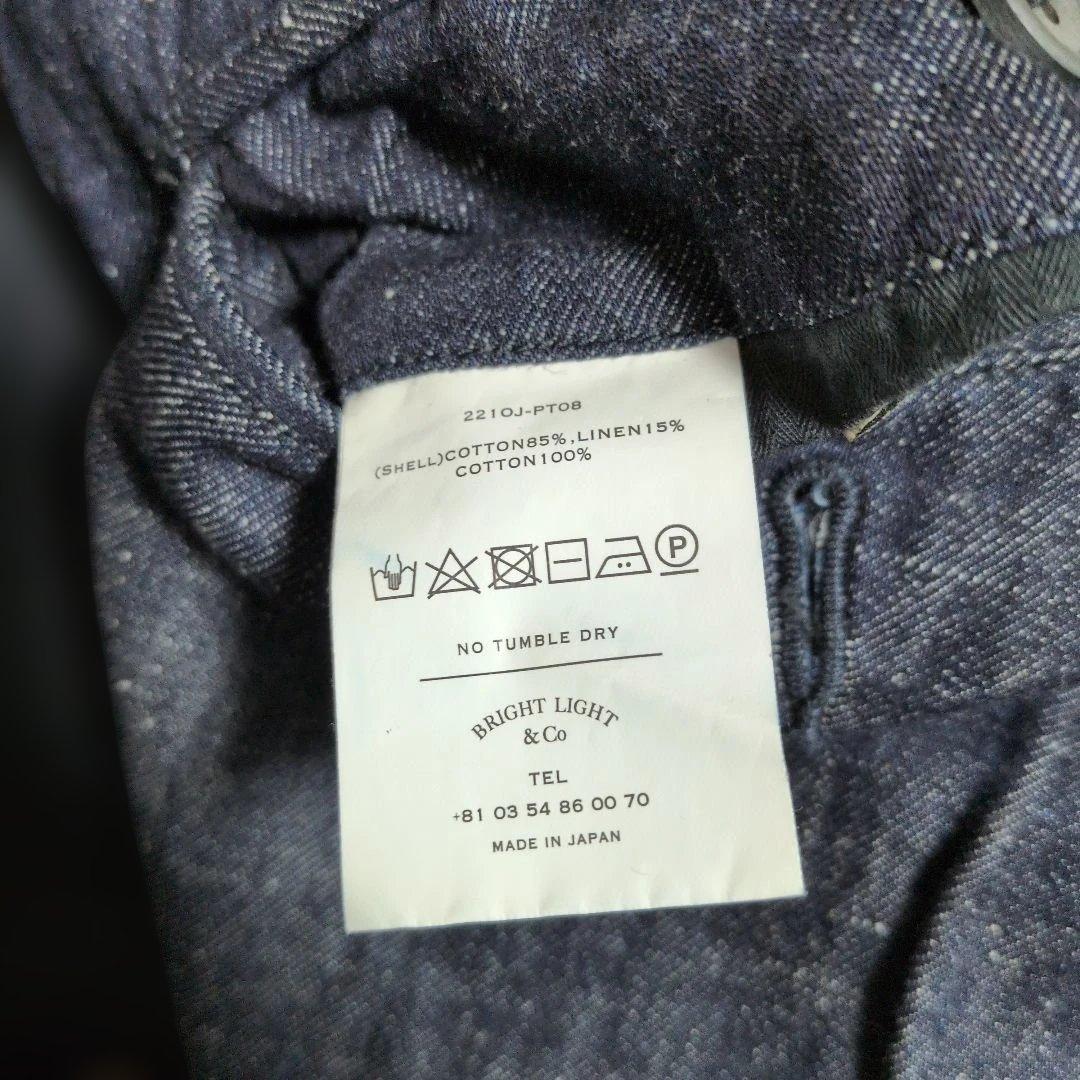 2210J-PT08
(SHELL)COTTON85%,LINEN15%
COTTON100%
P
NO TUMBLE DRY
BRIGHT LIGHT
& Co
TEL
+81 03 54 86 00 70
MADE IN JAPAN